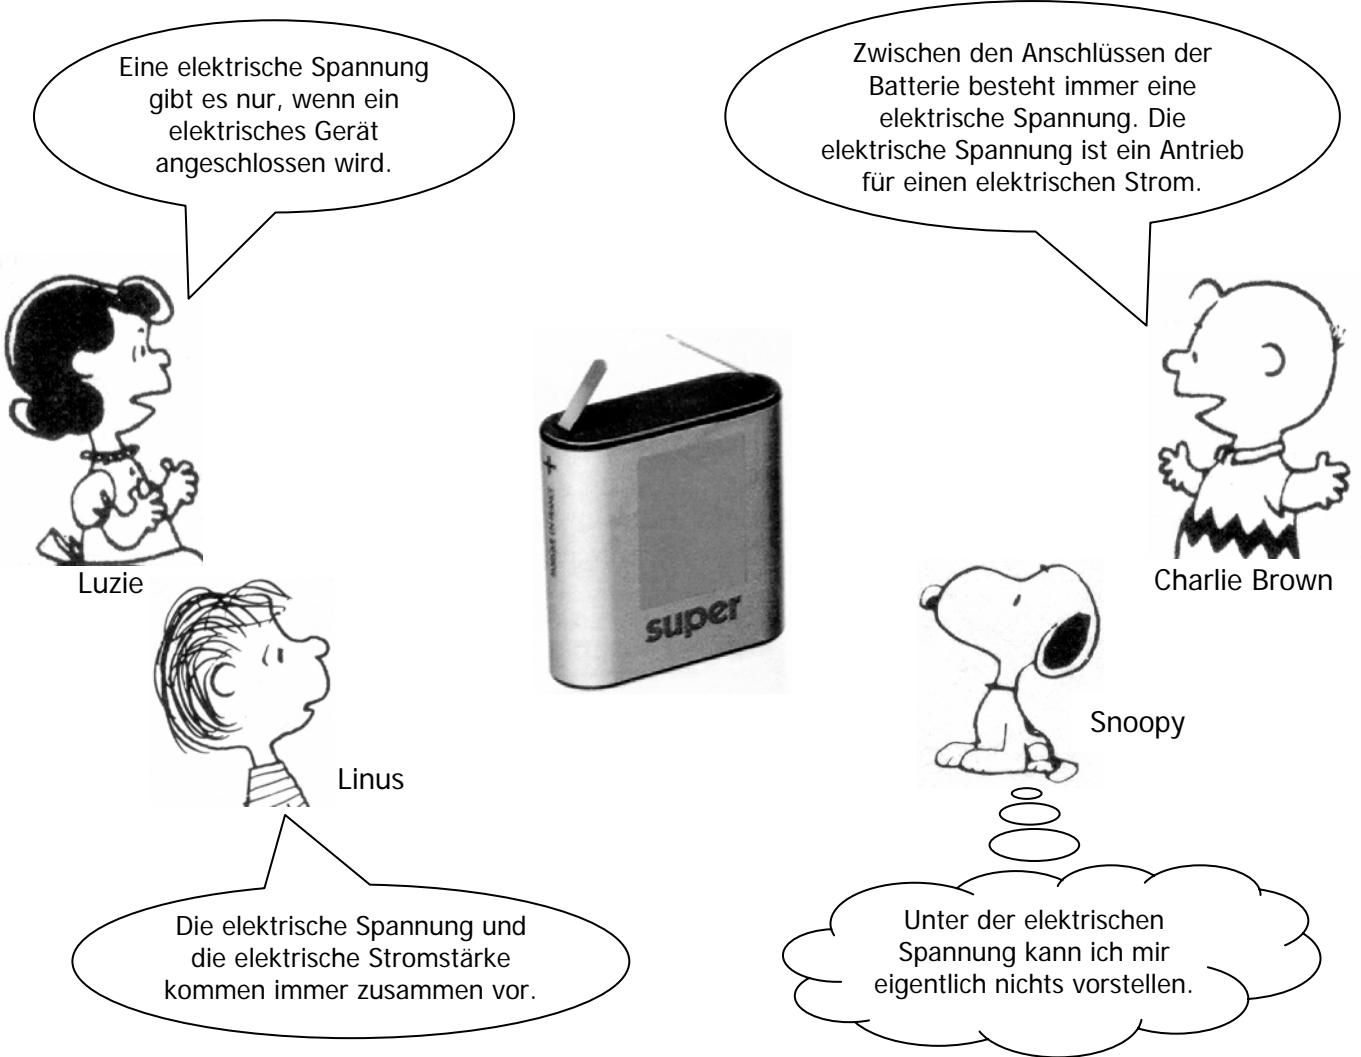 Eine elektrische Spannung
gibt es nur, wenn ein
elektrisches Gerät
angeschlossen wird.
Zwischen den Anschlüssen der
Batterie besteht immer eine
elektrische Spannung. Die
elektrische Spannung ist ein Antrieb
für einen elektrischen Strom.
Luzie
Charlie Brown
+
super
Snoopy
Linus
Die elektrische Spannung und
die elektrische Stromstärke
kommen immer zusammen vor.
Unter der elektrischen
Spannung kann ich mir
eigentlich nichts vorstellen.